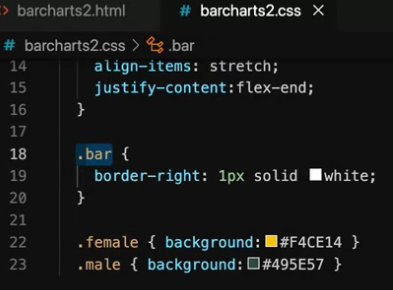 barcharts2.html
# barcharts2.css ×
# barcharts2.css > .bar
14 align-items: stretch;
15 justify-content:flex-end;
16 }
17
18 .bar {
19 border-right: 1px solid white;
20 }
21
22 .female { background: #F4CE14 }
23 .male { background: #495E57 }